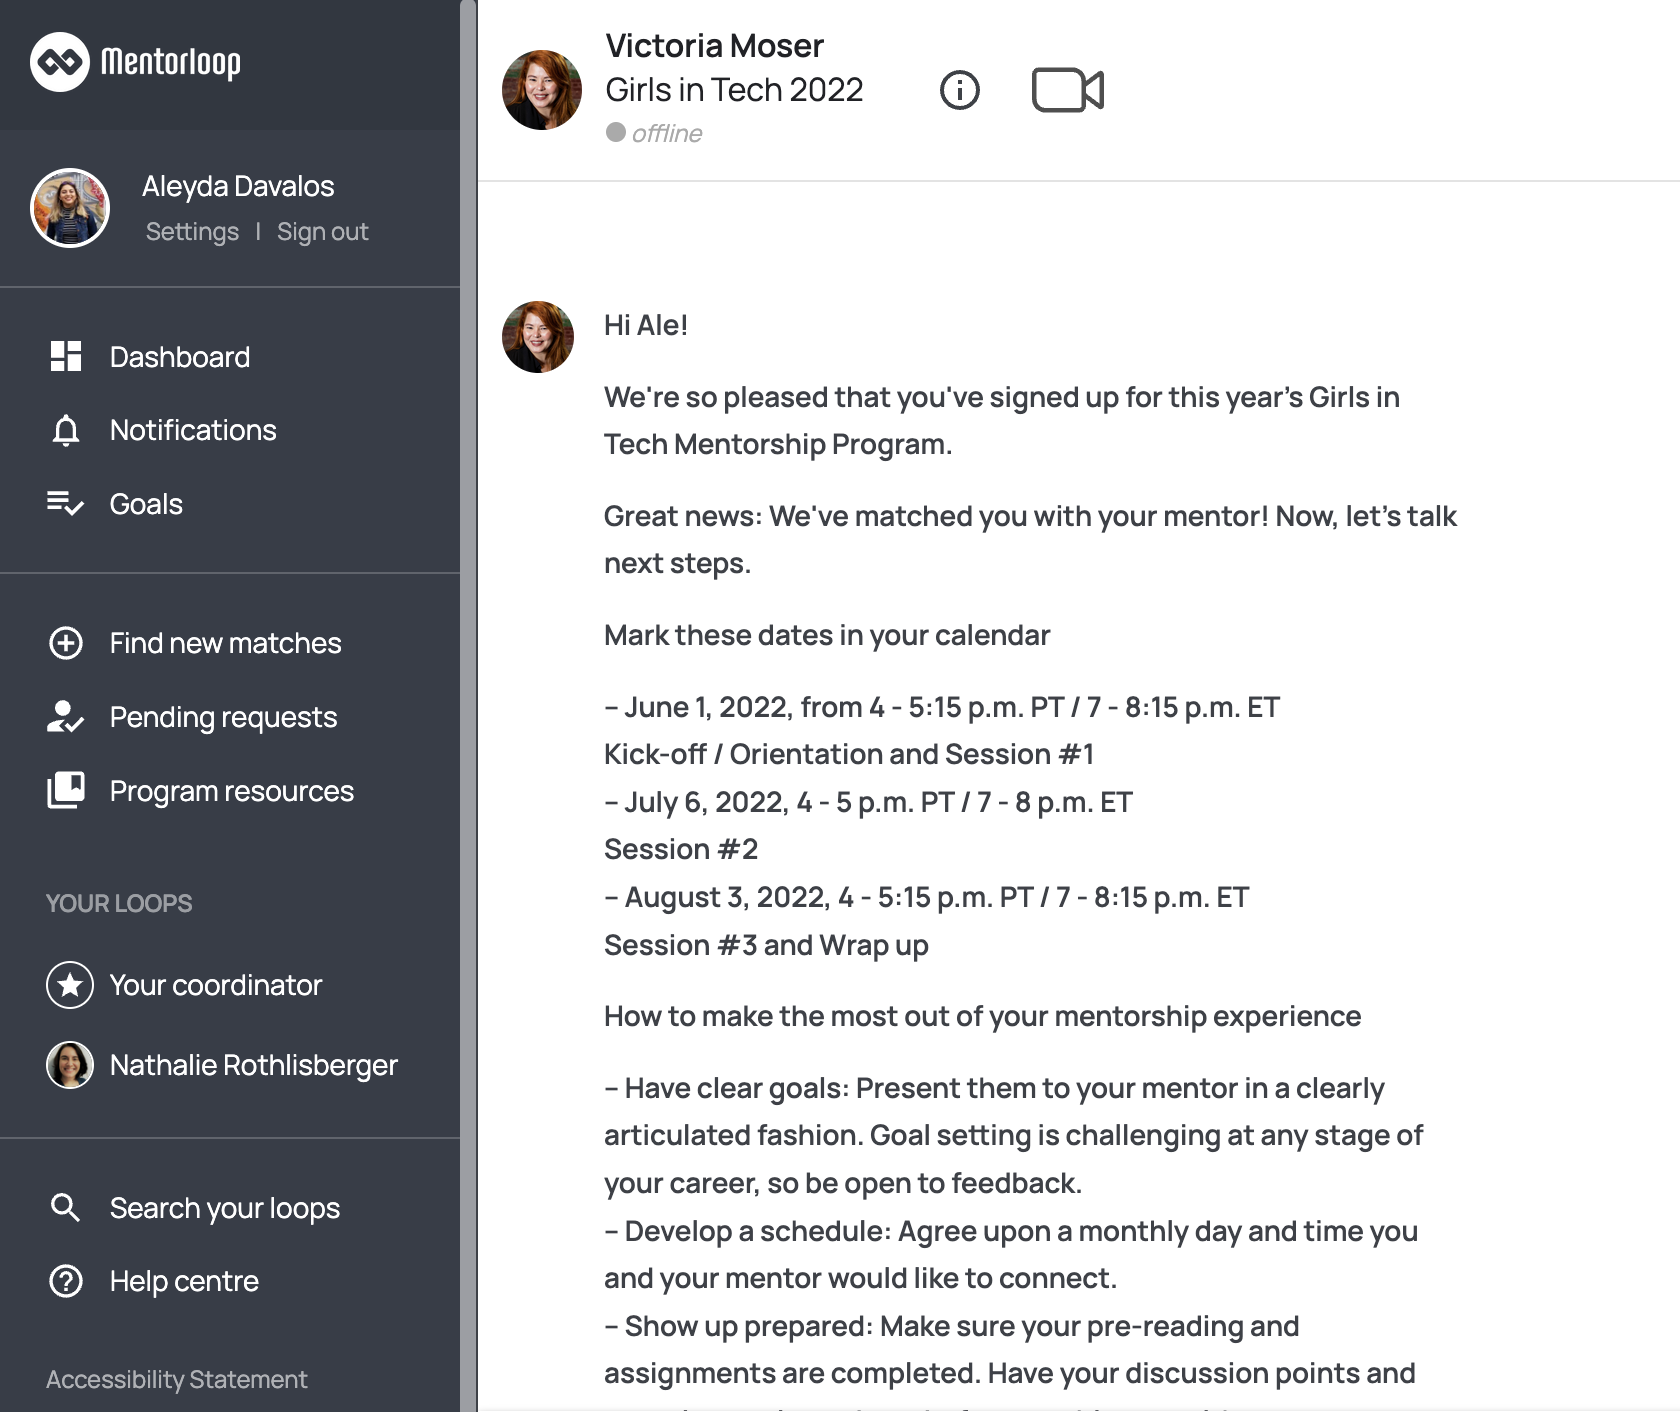 Mentorloop
Aleyda Davalos
Settings | Sign out
Dashboard
Notifications
Goals
Find new matches
Pending requests
Program resources
YOUR LOOPS
Your coordinator
Nathalie Rothlisberger
Search your loops
Help centre
Accessibility Statement
Victoria Moser
Girls in Tech 2022
offline
Hi Ale!
We're so pleased that you've signed up for this year's Girls in
Tech Mentorship Program.
Great news: We've matched you with your mentor! Now, let's talk
next steps.
Mark these dates in your calendar
– June 1, 2022, from 4 - 5:15 p.m. PT / 7 - 8:15 p.m. ET
Kick-off / Orientation and Session #1
– July 6, 2022, 4 - 5 p.m. PT / 7 - 8 p.m. ET
Session #2
– August 3, 2022, 4 - 5:15 p.m. PT / 7 - 8:15 p.m. ET
Session #3 and Wrap up
How to make the most out of your mentorship experience
– Have clear goals: Present them to your mentor in a clearly
articulated fashion. Goal setting is challenging at any stage of
your career, so be open to feedback.
– Develop a schedule: Agree upon a monthly day and time you
and your mentor would like to connect.
– Show up prepared: Make sure your pre-reading and
assignments are completed. Have your discussion points and